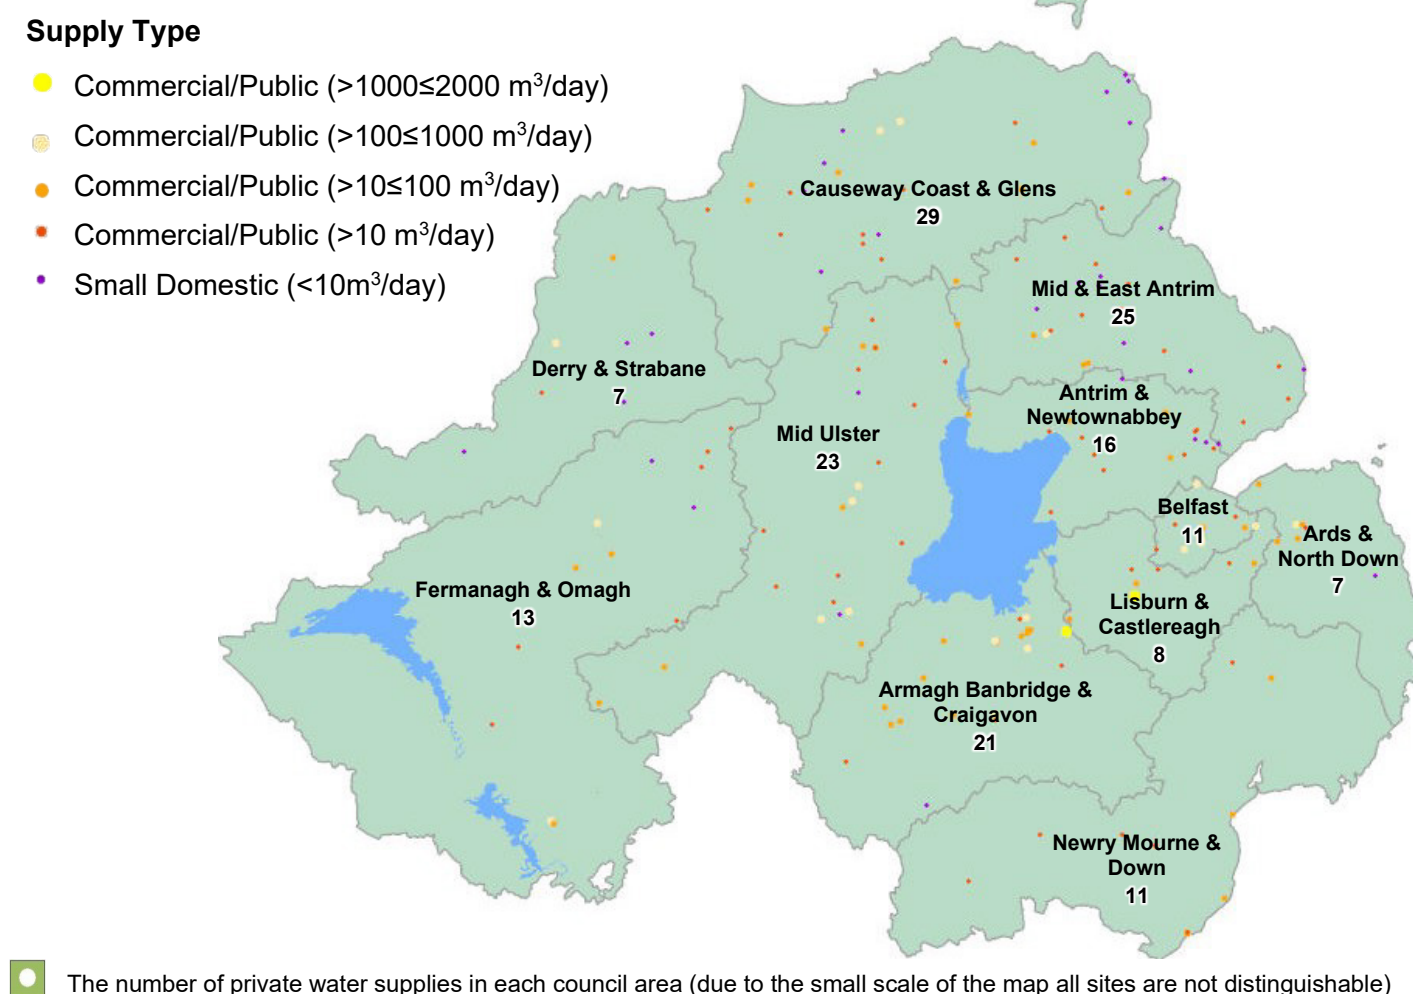 Supply Type
Commercial/Public (>1000≤2000 m³/day)
Commercial/Public (>100≤1000 m³/day)
Commercial/Public (>10≤100 m³/day)
Commercial/Public (>10 m³/day)
Small Domestic (<10m³/day)
Causeway Coast & Glens
29
Mid & East Antrim
25
Derry & Strabane
7
Antrim &
Newtownabbey
16
Mid Ulster
23
Belfast
11
Ards &
North Down
7
Fermanagh & Omagh
13
Lisburn &
Castlereagh
8
Armagh Banbridge &
Craigavon
21
Newry Mourne &
Down
11
The number of private water supplies in each council area (due to the small scale of the map all sites are not distinguishable)